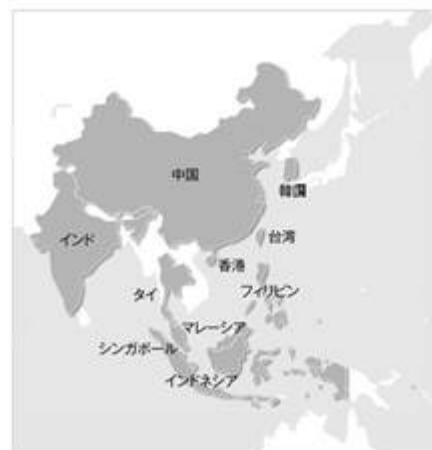 中国
韓国
インド
台湾
香港
タイ
フィリピン
マレーシア
シンガポール
インドネシア